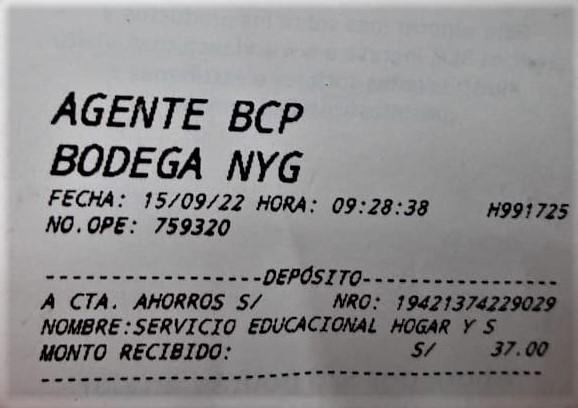 AGENTE BCP
BODEGA NYG
FECHA: 15/09/22 HORA: 09:28:38 H991725
NO.OPE: 759320
--------------------DEPÓSITO------------------
A CTA. AHORROS S/ NRO: 19421374229029
NOMBRE:SERVICIO EDUCACIONAL HOGAR Y S
MONTO RECIBIDO: S/ 37.00